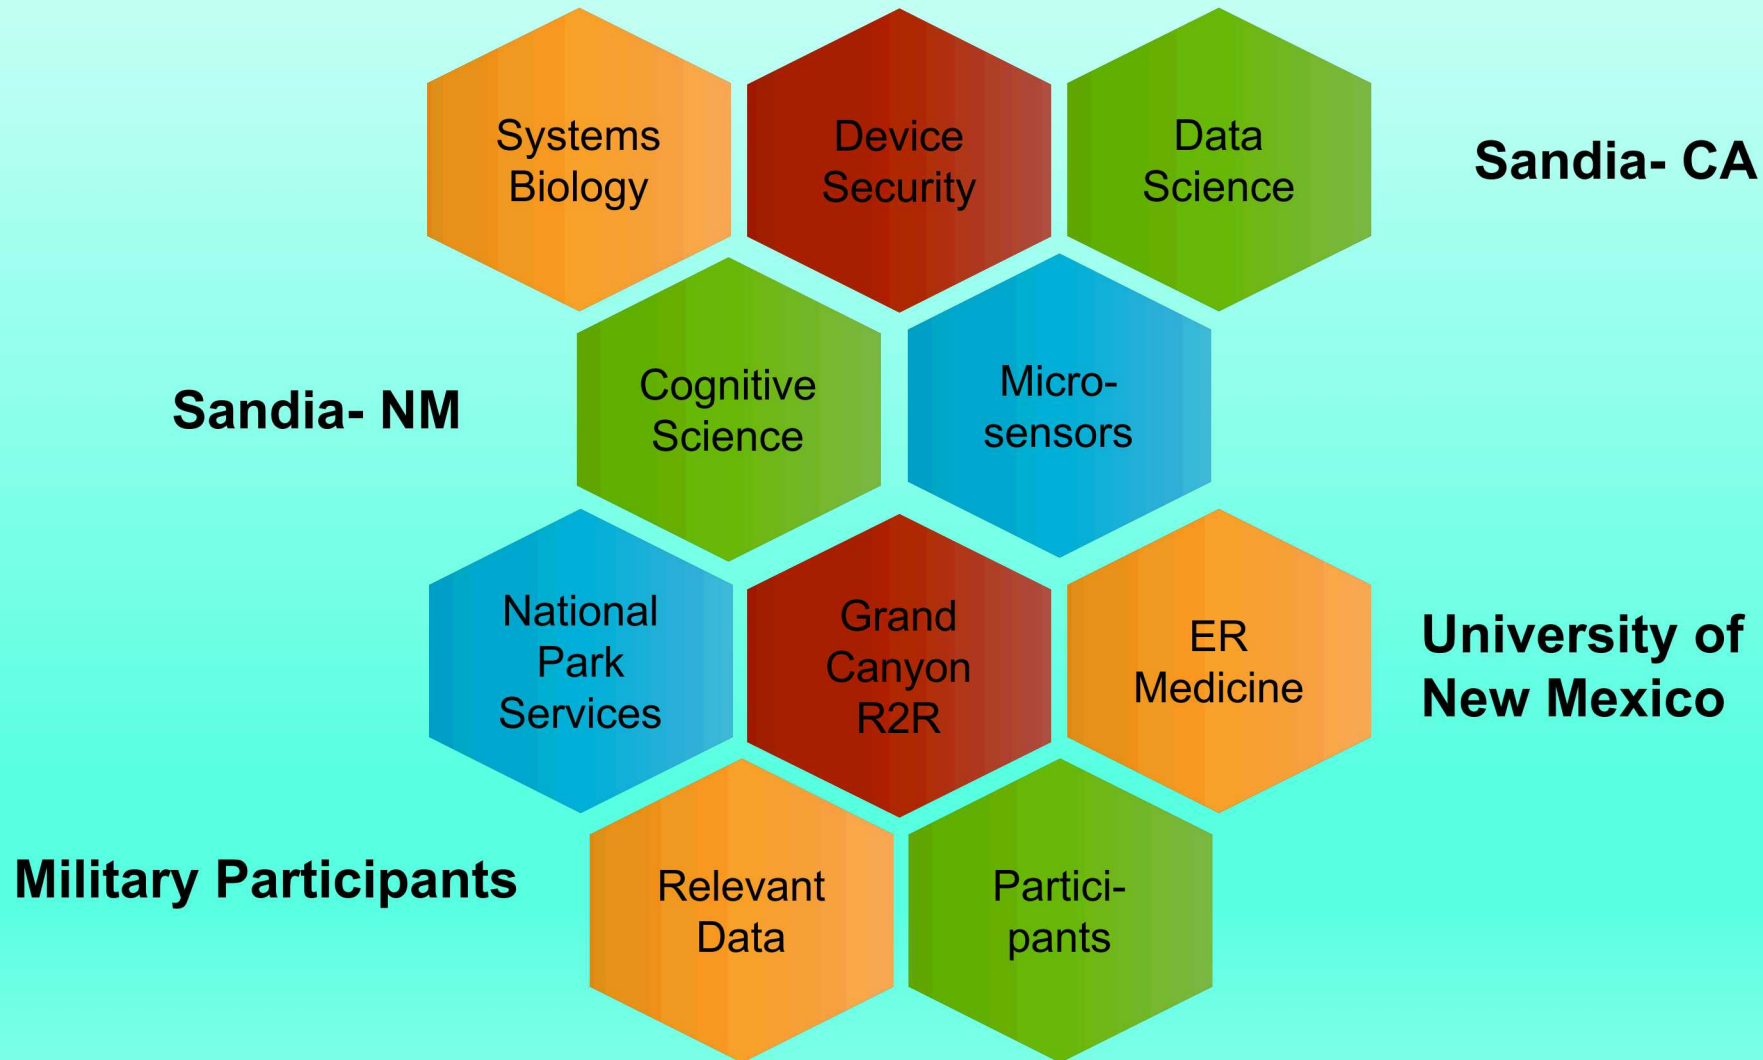 Systems
Biology
Device
Security
Data
Science
Sandia- CA
Sandia- NM
Cognitive
Science
Micro-
sensors
National
Park
Services
Grand
Canyon
R2R
ER
Medicine
University of
New Mexico
Military Participants
Relevant
Data
Partici-
pants